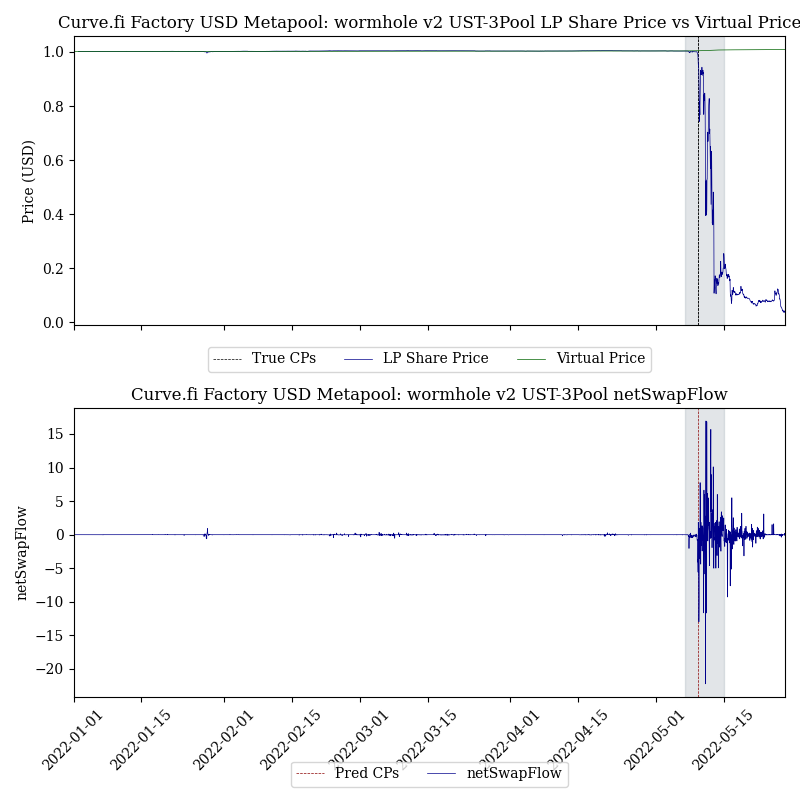 Curve.fi Factory USD Metapool: wormhole v2 UST-3Pool LP Share Price vs Virtual Price
Price (USD)
1.0
0.8
0.6
0.4
0.2
0.0
True CPs LP Share Price Virtual Price
Curve.fi Factory USD Metapool: wormhole v2 UST-3Pool netSwapFlow
netSwapFlow
15
10
5
0
−5
−10
−15
−20
2022-01-01 2022-01-15 2022-02-01 2022-02-15 2022-03-01 2022-03-15 2022-04-01 2022-04-15 2022-05-01 2022-05-15
Pred CPs netSwapFlow